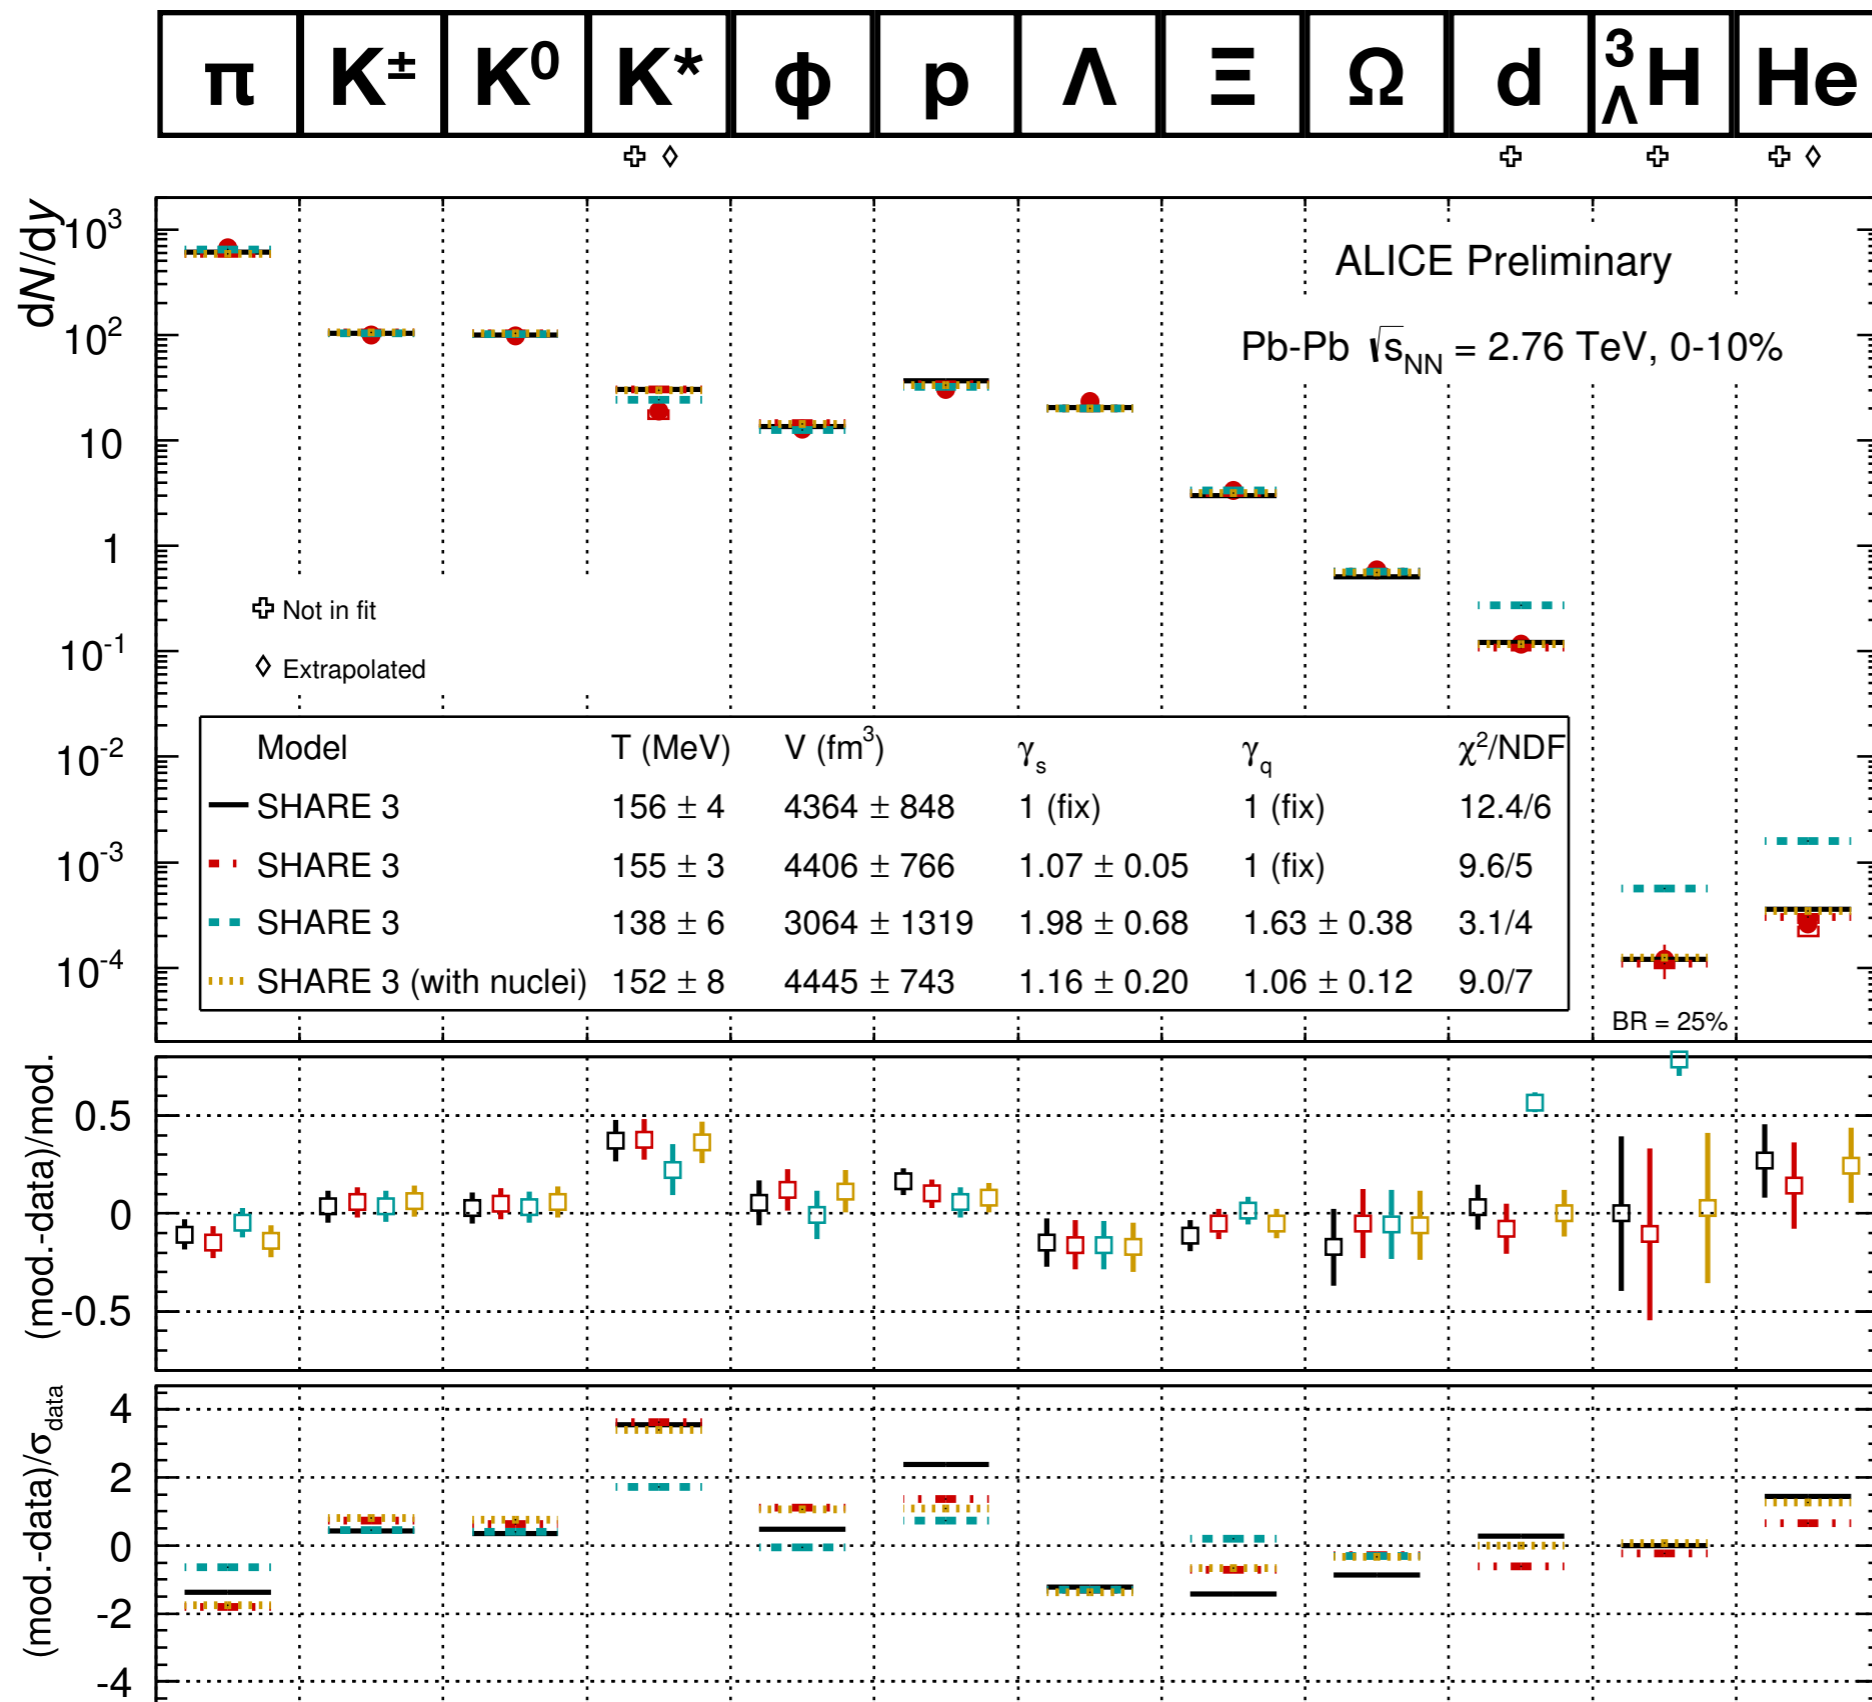 π K± K⁰ K* ϕ p Λ Ξ Ω d ³ΛH He
dN/dy
10³
10²
10
1
10⁻¹
10⁻²
10⁻³
10⁻⁴
ALICE Preliminary
Pb-Pb √sNN = 2.76 TeV, 0-10%
Not in fit
Extrapolated
Model T (MeV) V (fm³) γs γq χ²/NDF
SHARE 3 156 ± 4 4364 ± 848 1 (fix) 1 (fix) 12.4/6
SHARE 3 155 ± 3 4406 ± 766 1.07 ± 0.05 1 (fix) 9.6/5
SHARE 3 138 ± 6 3064 ± 1319 1.98 ± 0.68 1.63 ± 0.38 3.1/4
SHARE 3 (with nuclei) 152 ± 8 4445 ± 743 1.16 ± 0.20 1.06 ± 0.12 9.0/7
BR = 25%
(mod.-data)/mod.
0.5
0
-0.5
(mod.-data)/σdata
4
2
0
-2
-4